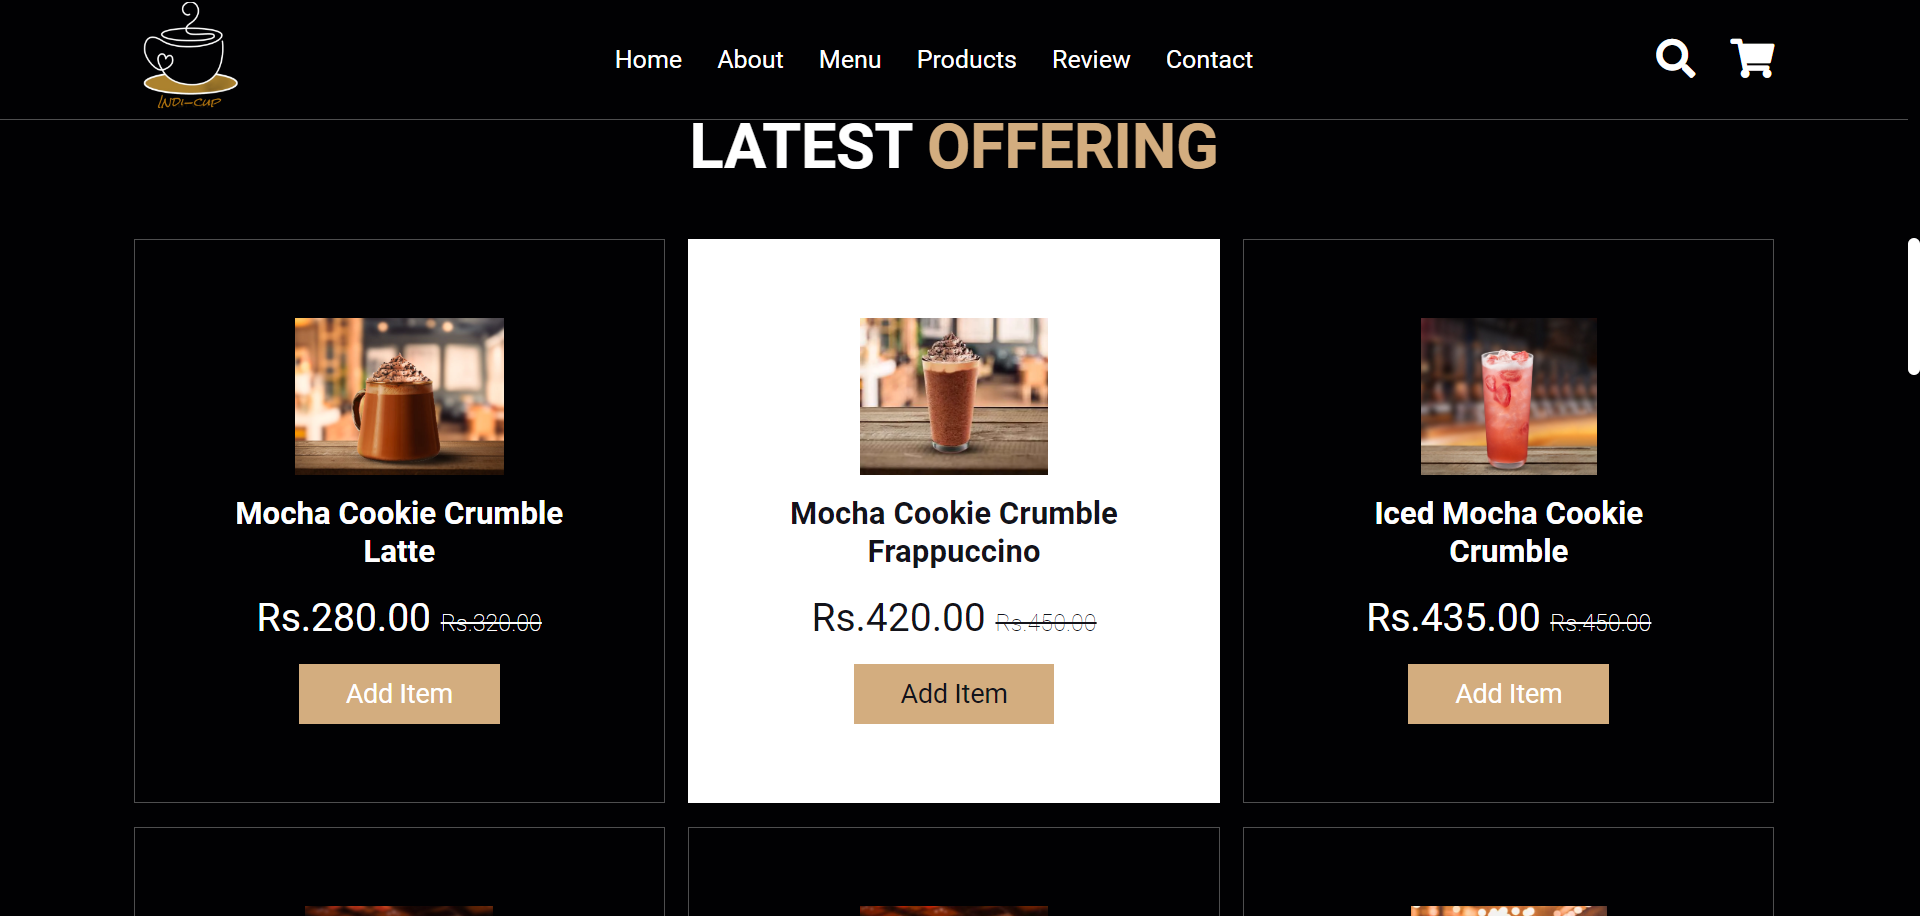 Indi-cup
Home About Menu Products Review Contact
LATEST OFFERING
Mocha Cookie Crumble
Latte
Rs.280.00 Rs.320.00
Add Item
Mocha Cookie Crumble
Frappuccino
Rs.420.00 Rs.450.00
Add Item
Iced Mocha Cookie
Crumble
Rs.435.00 Rs.450.00
Add Item